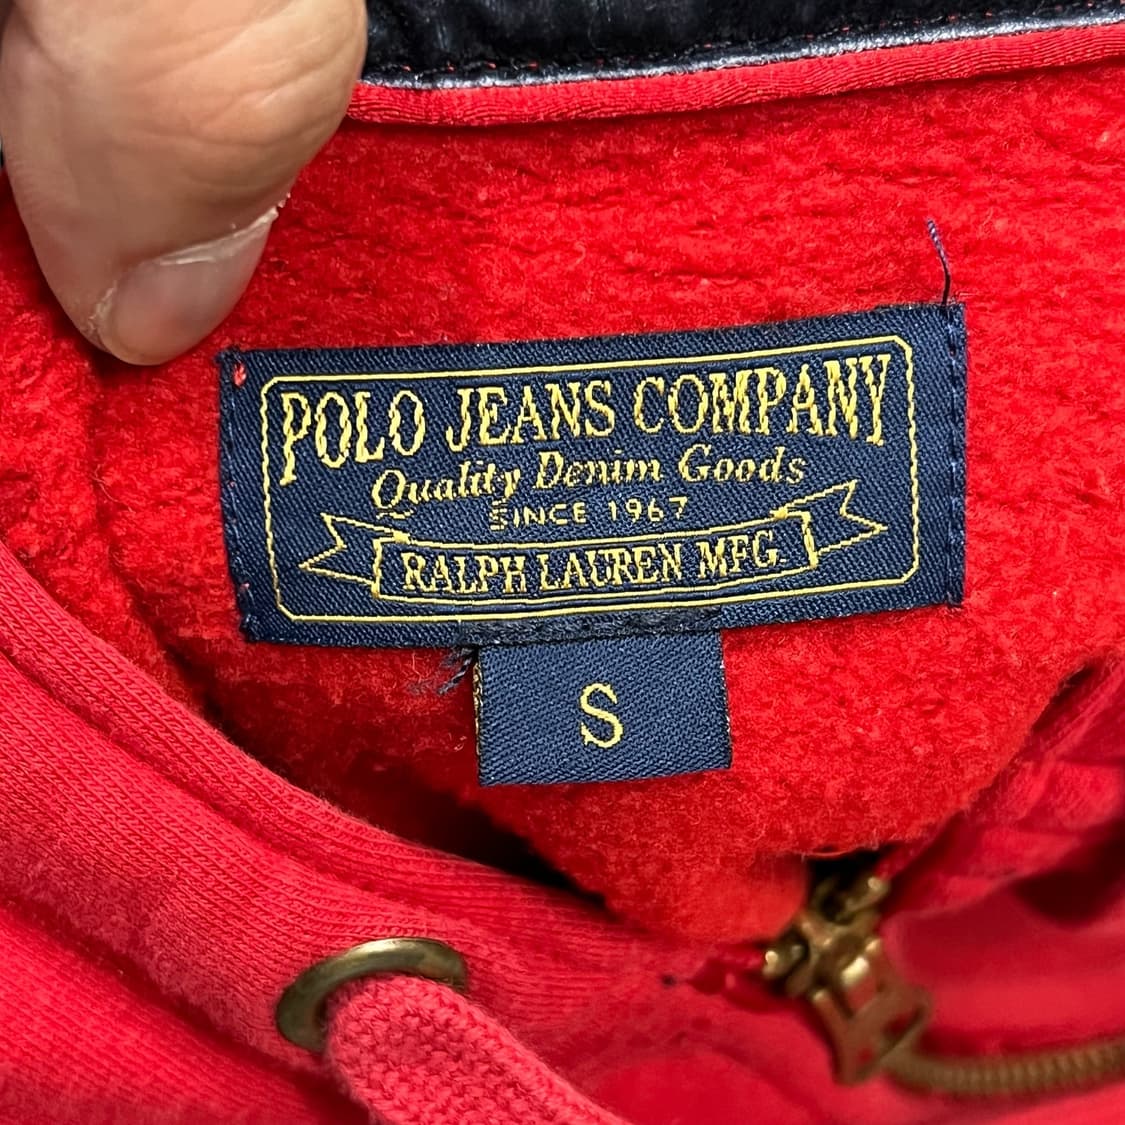 POLO JEANS COMPANY
Quality Denim Goods
SINCE 1967
RALPH LAUREN MFG.
S